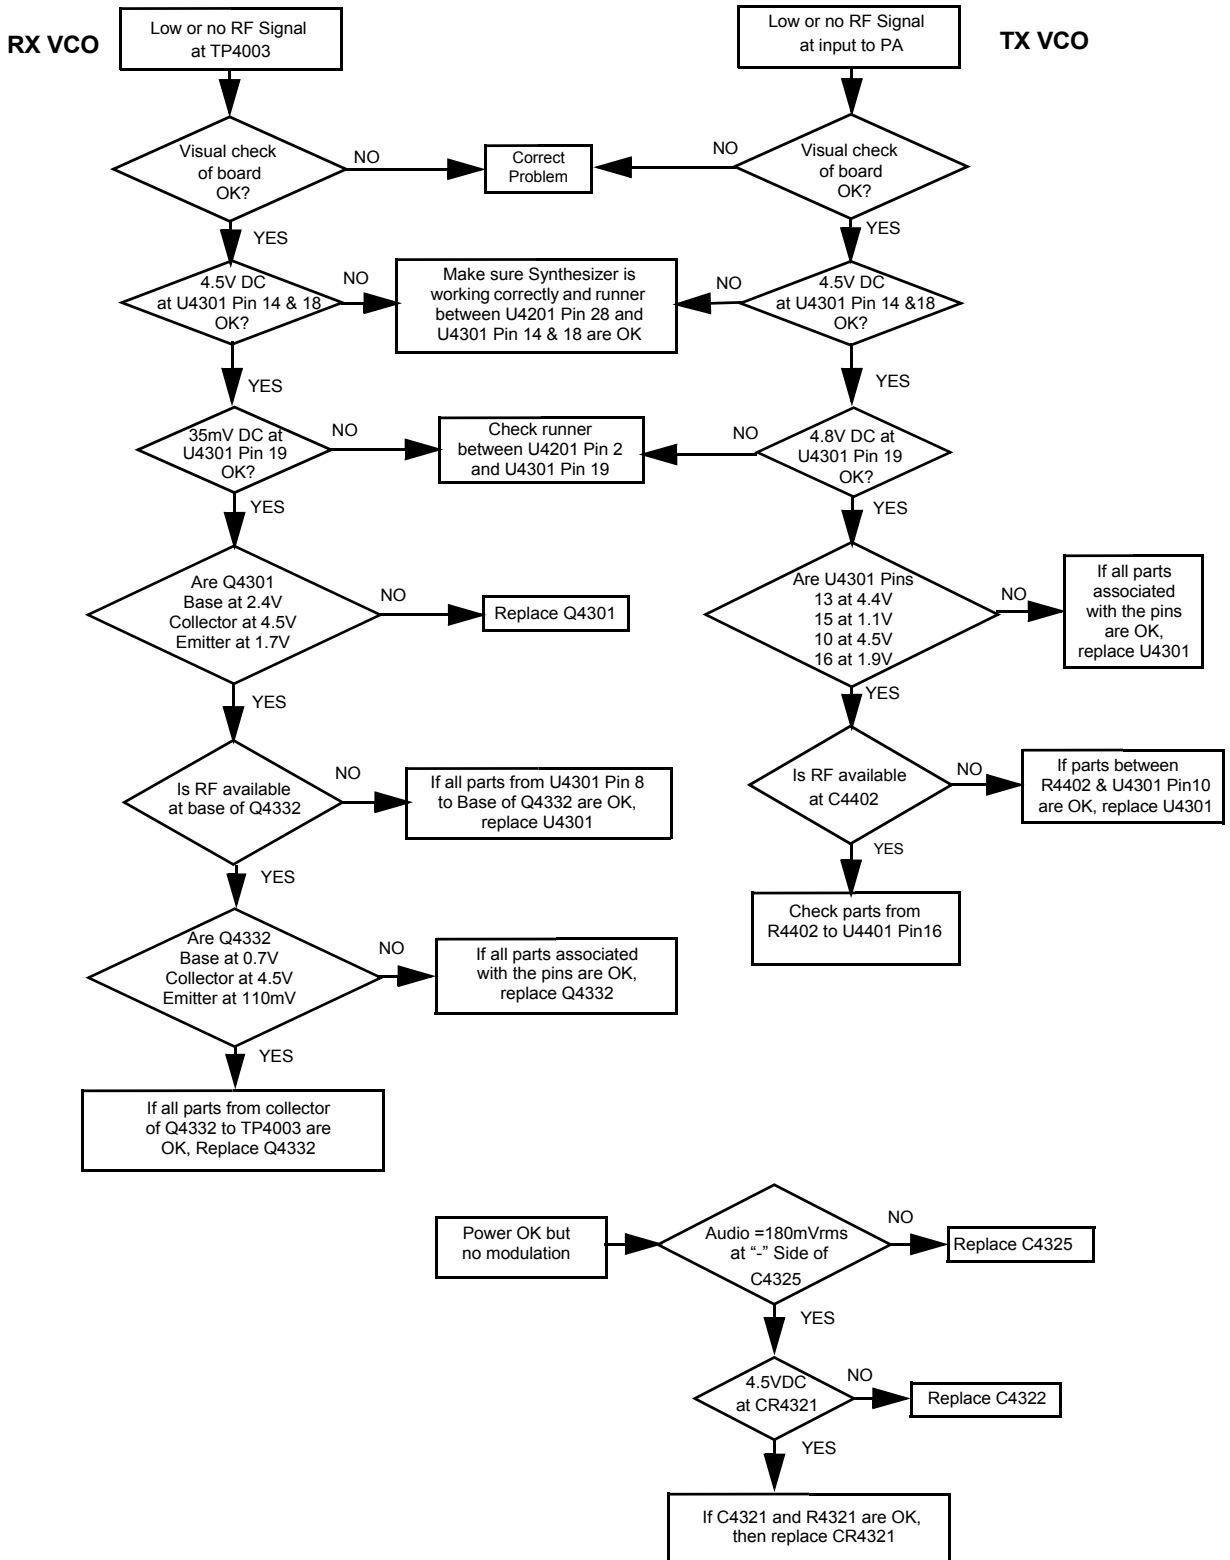 RX VCO
Low or no RF Signal
at TP4003
Visual check
of board
OK?
NO
YES
4.5V DC
at U4301 Pin 14 & 18
OK?
NO
YES
35mV DC at
U4301 Pin 19
OK?
NO
YES
Are Q4301
Base at 2.4V
Collector at 4.5V
Emitter at 1.7V
NO
Replace Q4301
YES
Is RF available
at base of Q4332
NO
If all parts from U4301 Pin 8
to Base of Q4332 are OK,
replace U4301
YES
Are Q4332
Base at 0.7V
Collector at 4.5V
Emitter at 110mV
NO
If all parts associated
with the pins are OK,
replace Q4332
YES
If all parts from collector
of Q4332 to TP4003 are
OK, Replace Q4332
Correct
Problem
Make sure Synthesizer is
working correctly and runner
between U4201 Pin 28 and
U4301 Pin 14 & 18 are OK
Check runner
between U4201 Pin 2
and U4301 Pin 19
TX VCO
Low or no RF Signal
at input to PA
NO
Visual check
of board
OK?
YES
NO
4.5V DC
at U4301 Pin 14 &18
OK?
YES
NO
4.8V DC at
U4301 Pin 19
OK?
YES
Are U4301 Pins
13 at 4.4V
15 at 1.1V
10 at 4.5V
16 at 1.9V
NO
If all parts
associated
with the pins
are OK,
replace U4301
YES
Is RF available
at C4402
NO
If parts between
R4402 & U4301 Pin10
are OK, replace U4301
YES
Check parts from
R4402 to U4401 Pin16
Power OK but
no modulation
Audio =180mVrms
at “-” Side of
C4325
NO
Replace C4325
YES
4.5VDC
at CR4321
NO
Replace C4322
YES
If C4321 and R4321 are OK,
then replace CR4321